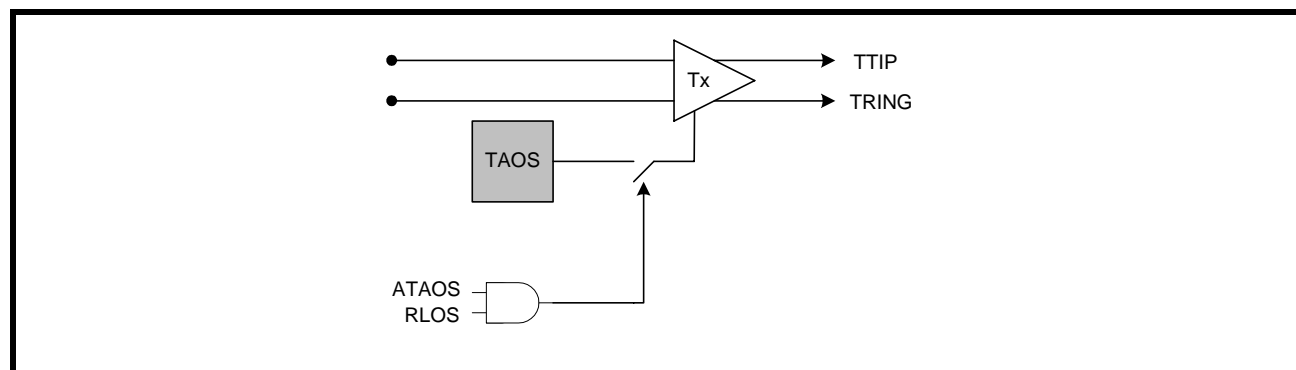 TTIP
Tx
TRING
TAOS
ATAOS
RLOS